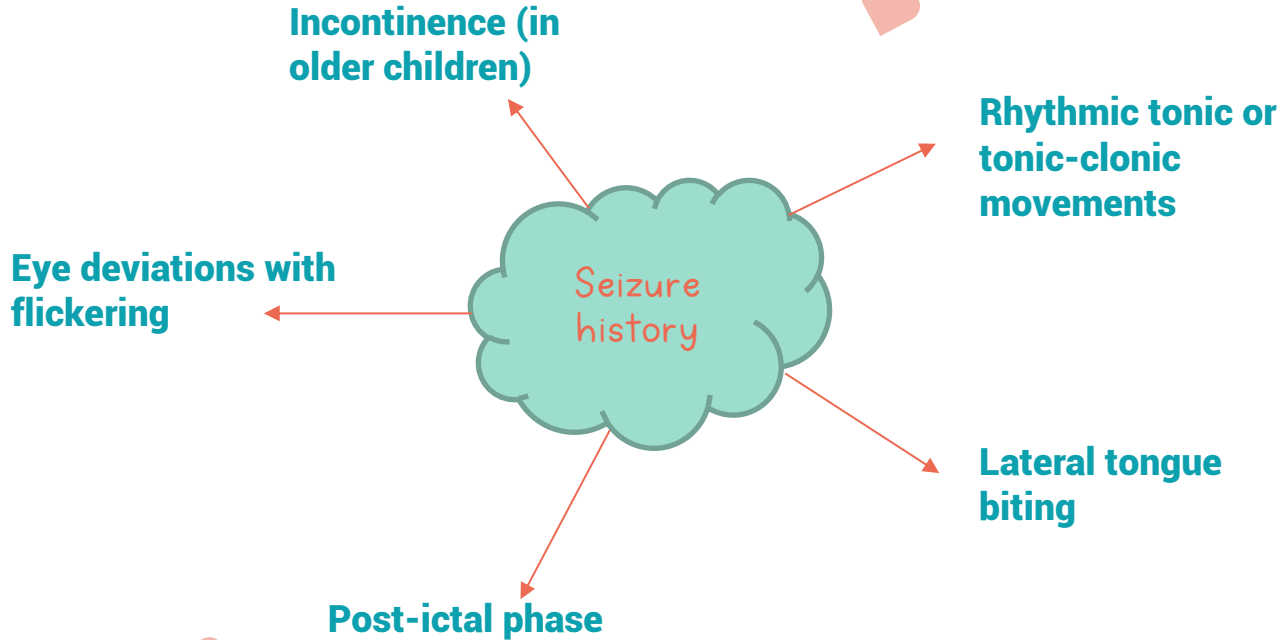 Incontinence (in
older children)
Rhythmic tonic or
tonic-clonic
movements
Eye deviations with
flickering
Seizure
history
Lateral tongue
biting
Post-ictal phase